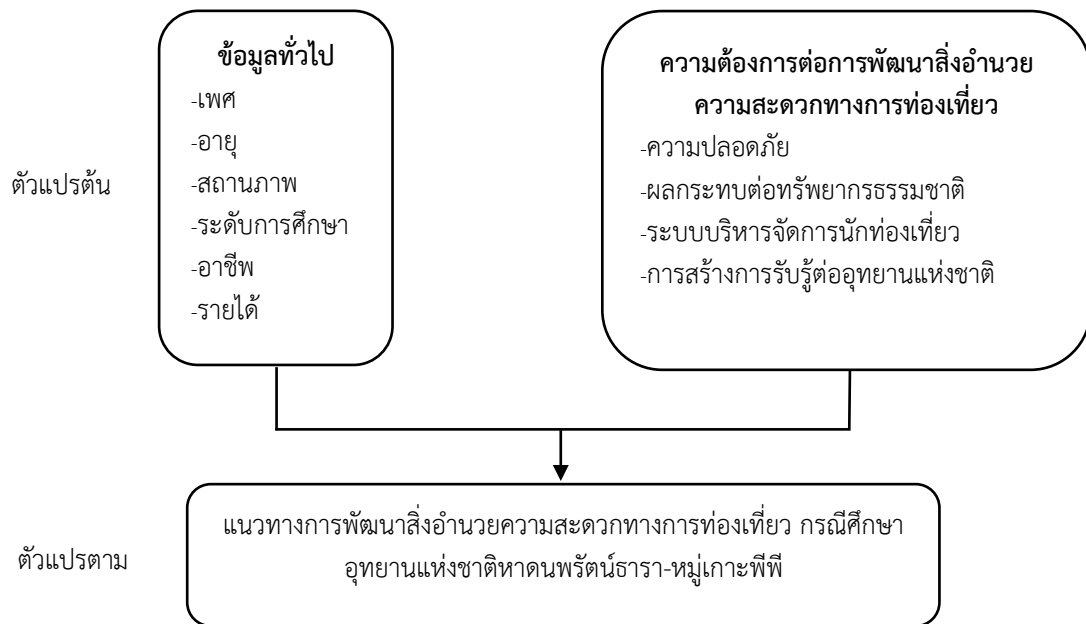 ข้อมูลทั่วไป
-เพศ
-อายุ
-สถานภาพ
-ระดับการศึกษา
-อาชีพ
-รายได้
ความต้องการต่อการพัฒนาสิ่งอำนวย
ความสะดวกทางการท่องเที่ยว
-ความปลอดภัย
-ผลกระทบต่อทรัพยากรธรรมชาติ
-ระบบบริหารจัดการนักท่องเที่ยว
-การสร้างการรับรู้ต่ออุทยานแห่งชาติ
ตัวแปรต้น
แนวทางการพัฒนาสิ่งอำนวยความสะดวกทางการท่องเที่ยว กรณีศึกษา
อุทยานแห่งชาติหาดนพรัตน์ธารา-หมู่เกาะพีพี
ตัวแปรตาม